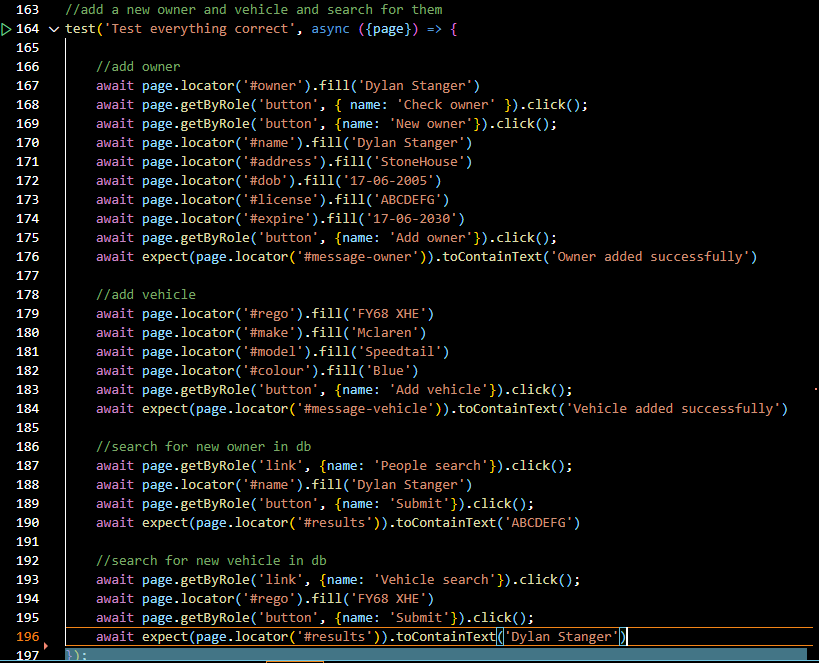 163 //add a new owner and vehicle and search for them
164 test('Test everything correct', async ({page}) => {
165
166 //add owner
167 await page.locator('#owner').fill('Dylan Stanger')
168 await page.getByRole('button', { name: 'Check owner' }).click();
169 await page.getByRole('button', {name: 'New owner'}).click();
170 await page.locator('#name').fill('Dylan Stanger')
171 await page.locator('#address').fill('StoneHouse')
172 await page.locator('#dob').fill('17-06-2005')
173 await page.locator('#license').fill('ABCDEFG')
174 await page.locator('#expire').fill('17-06-2030')
175 await page.getByRole('button', {name: 'Add owner'}).click();
176 await expect(page.locator('#message-owner')).toContainText('Owner added successfully')
177
178 //add vehicle
179 await page.locator('#rego').fill('FY68 XHE')
180 await page.locator('#make').fill('Mclaren')
181 await page.locator('#model').fill('Speedtail')
182 await page.locator('#colour').fill('Blue')
183 await page.getByRole('button', {name: 'Add vehicle'}).click();
184 await expect(page.locator('#message-vehicle')).toContainText('Vehicle added successfully')
185
186 //search for new owner in db
187 await page.getByRole('link', {name: 'People search'}).click();
188 await page.locator('#name').fill('Dylan Stanger')
189 await page.getByRole('button', {name: 'Submit'}).click();
190 await expect(page.locator('#results')).toContainText('ABCDEFG')
191
192 //search for new vehicle in db
193 await page.getByRole('link', {name: 'Vehicle search'}).click();
194 await page.locator('#rego').fill('FY68 XHE')
195 await page.getByRole('button', {name: 'Submit'}).click();
196 await expect(page.locator('#results')).toContainText('Dylan Stanger')
197 });